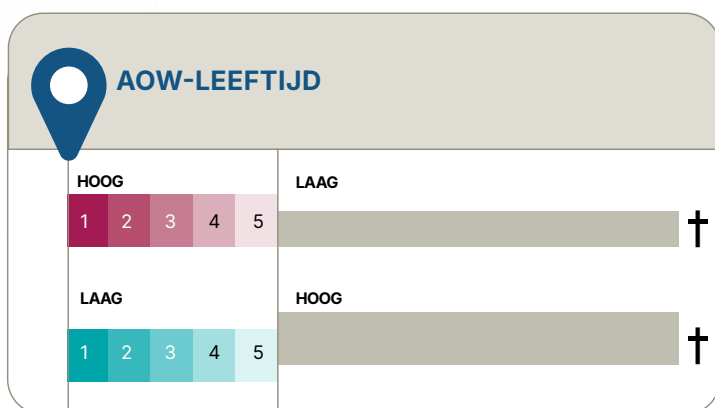 AOW-LEEFTIJD
HOOG LAAG
1 2 3 4 5 †
LAAG HOOG
1 2 3 4 5 †